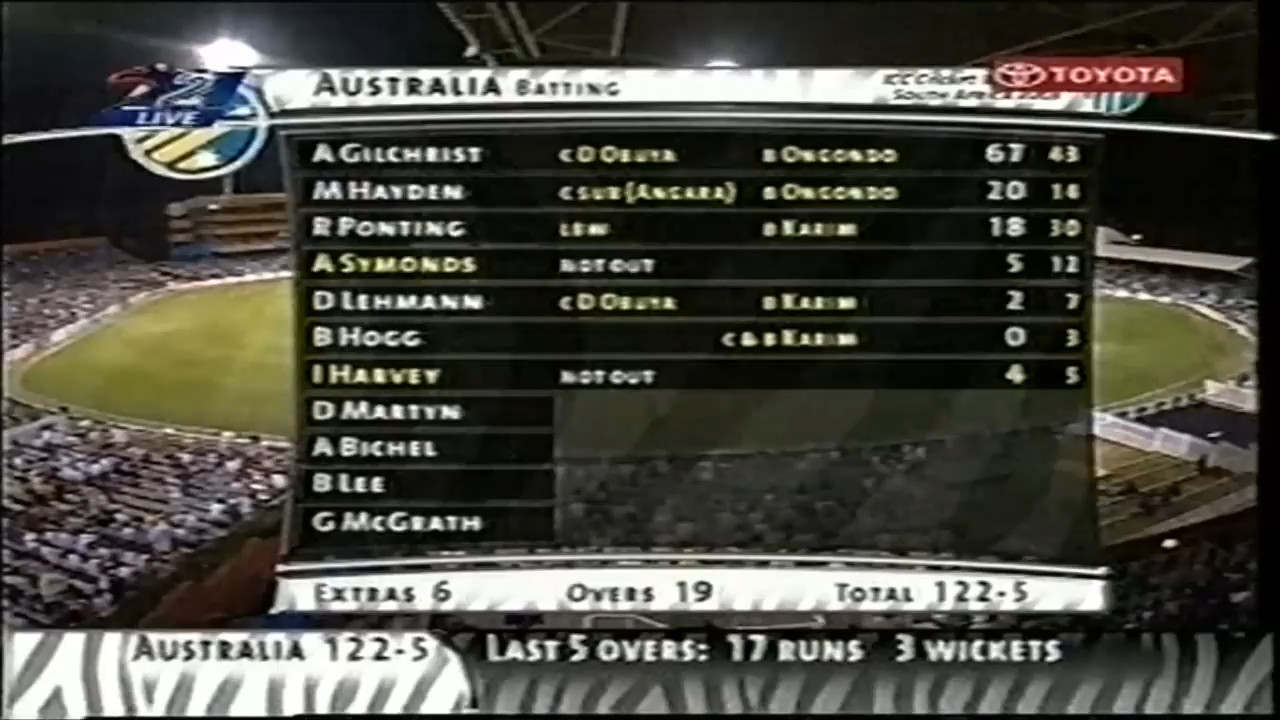 LIVE
AUSTRALIA BATTING
TOYOTA
SOUTH AFRICA 2003
A GILCHRIST C D OBUYA B ONGONDO 67 43
M HAYDEN C SUB (ANGARA) B ONGONDO 20 14
R PONTING LBW B KARIM 18 30
A SYMONDS NOT OUT 5 12
D LEHMANN C D OBUYA B KARIM 2 7
B HOGG C & B KARIM 0 3
I HARVEY NOT OUT 4 5
D MARTYN
A BICHEL
B LEE
G MCGRATH
EXTRAS 6 OVERS 19 TOTAL 122-5
AUSTRALIA 122-5 LAST 5 OVERS: 17 RUNS 3 WICKETS